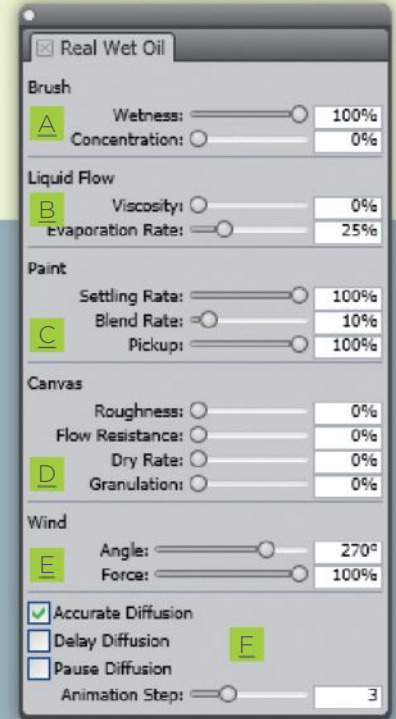 Real Wet Oil
Brush
A
Wetness: 100%
Concentration: 0%
Liquid Flow
B
Viscosity: 0%
Evaporation Rate: 25%
Paint
Settling Rate: 100%
Blend Rate: 10%
C
Pickup: 100%
Canvas
Roughness: 0%
Flow Resistance: 0%
Dry Rate: 0%
D
Granulation: 0%
Wind
Angle: 270°
E
Force: 100%
Accurate Diffusion
Delay Diffusion
F
Pause Diffusion
Animation Step: 3